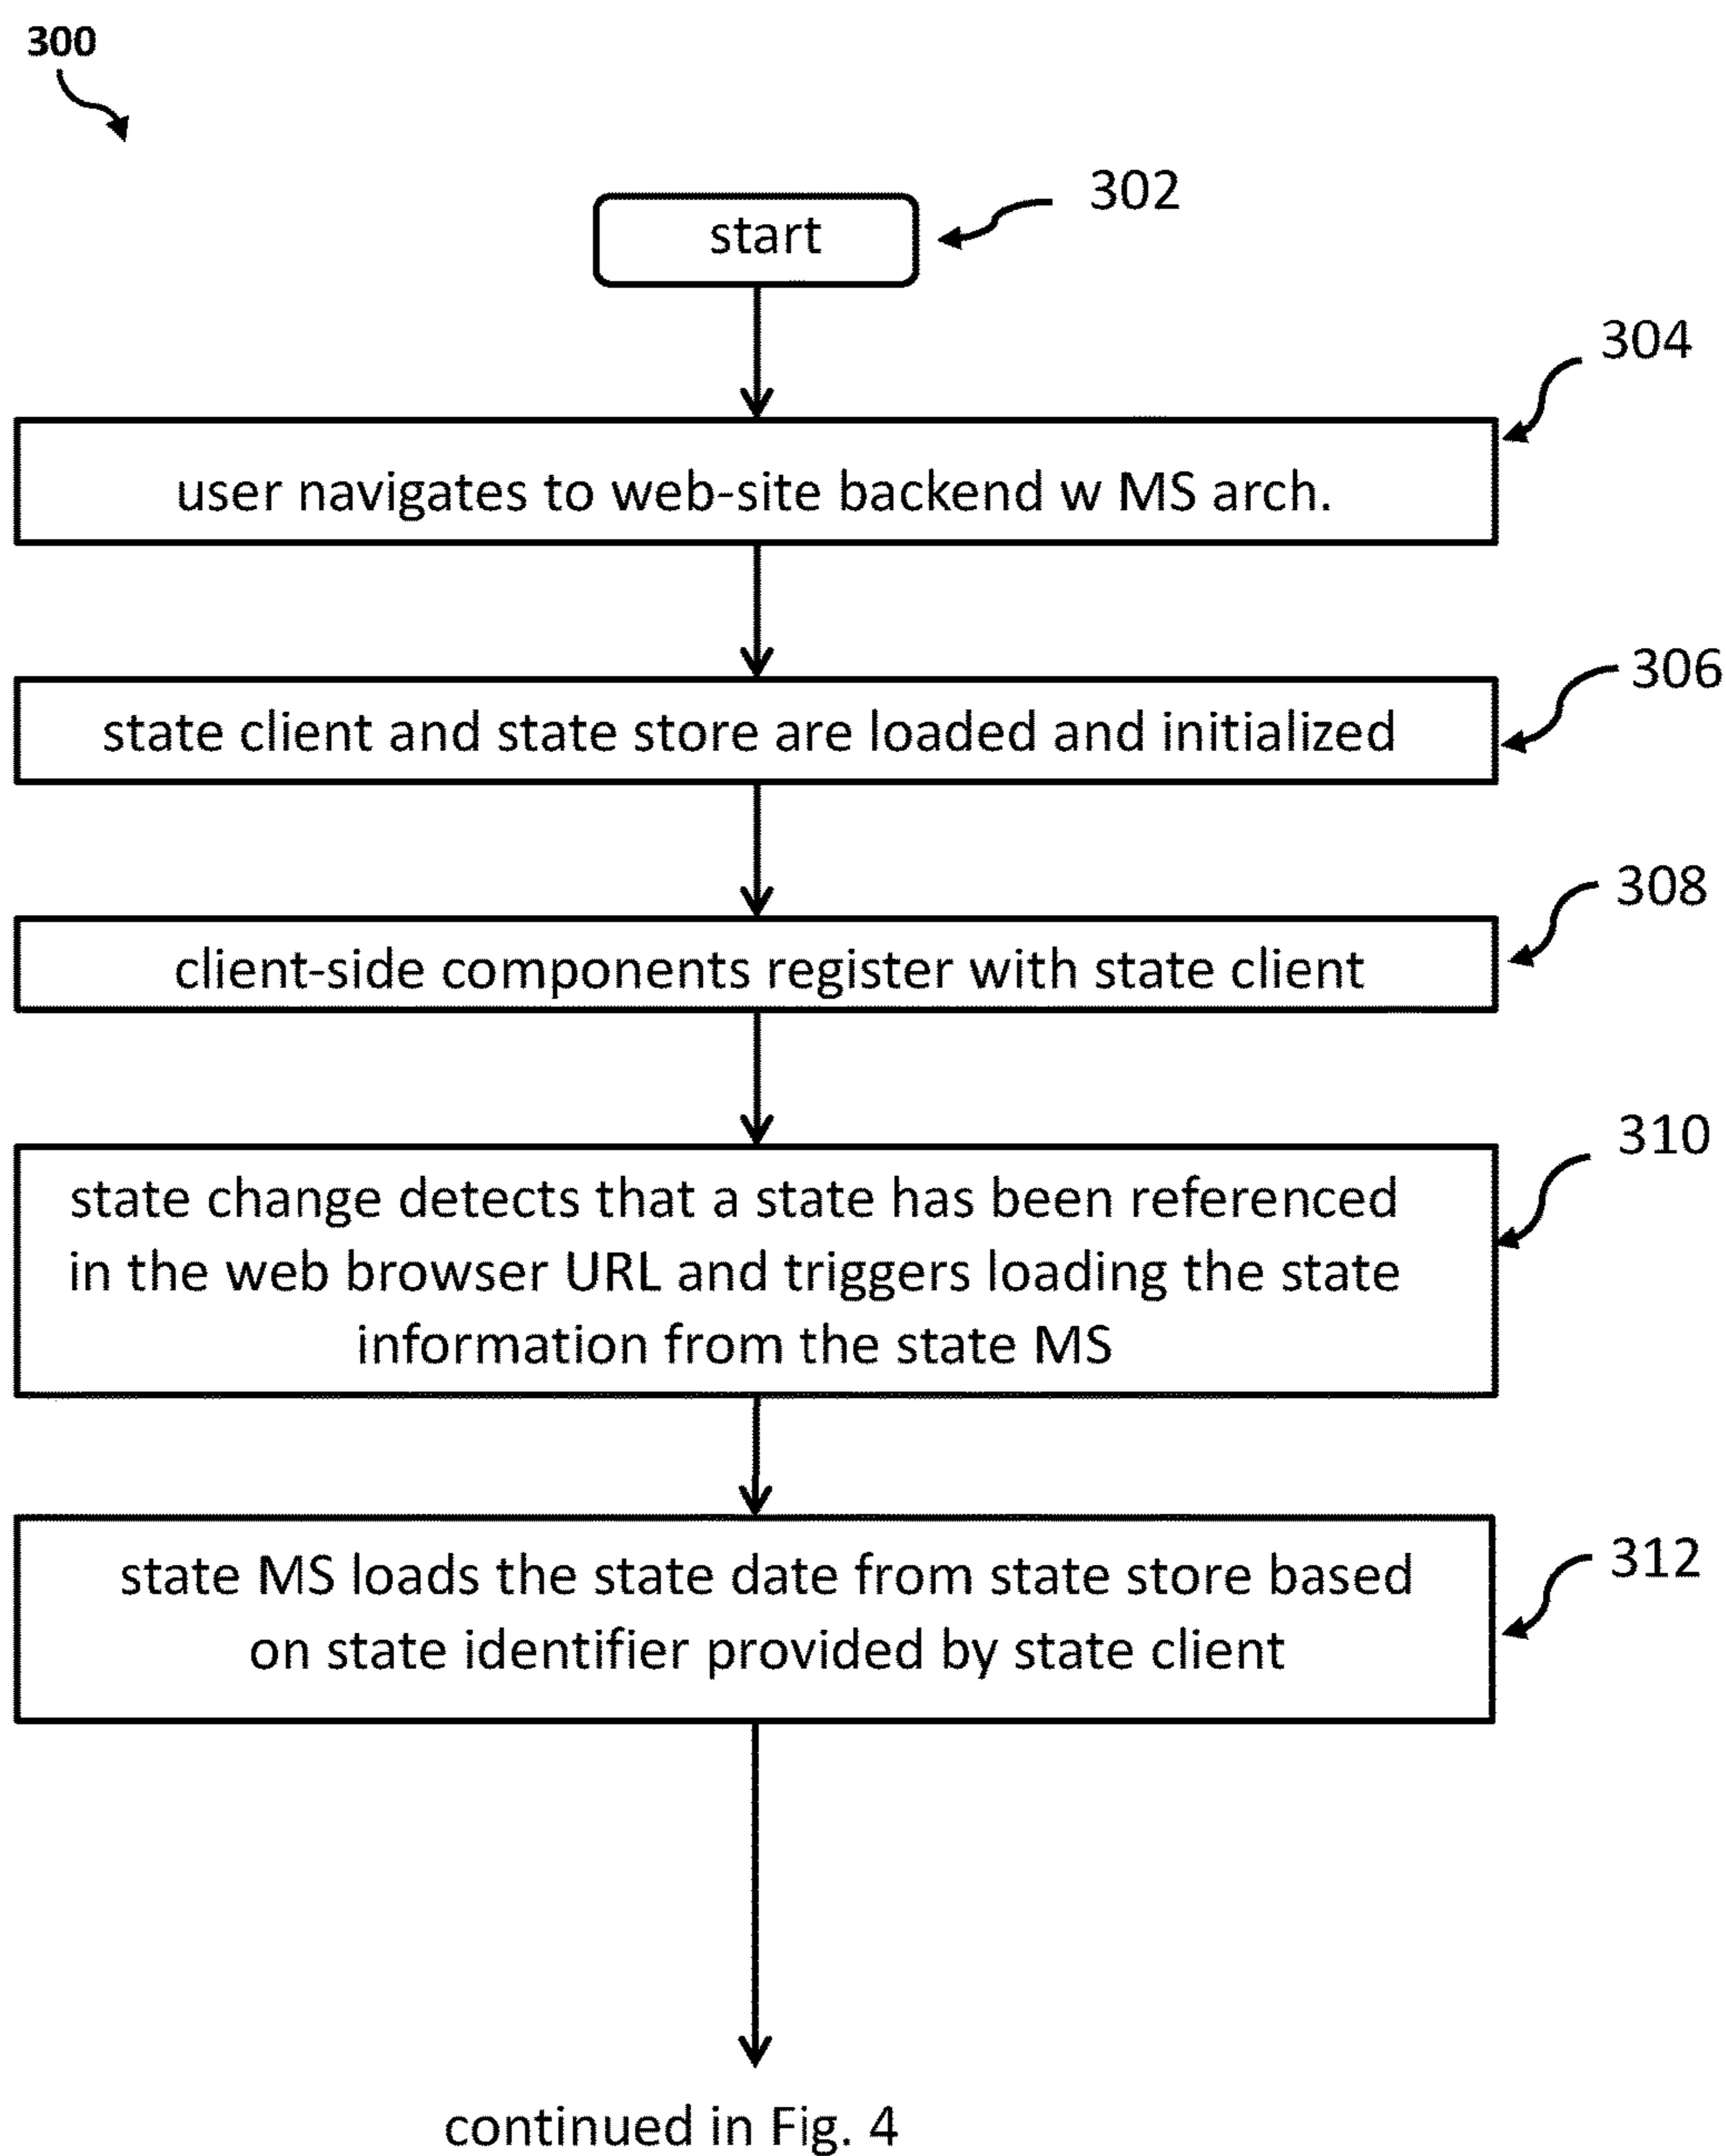 300
302
start
304
user navigates to web-site backend w MS arch.
306
state client and state store are loaded and initialized
308
client-side components register with state client
310
state change detects that a state has been referenced
in the web browser URL and triggers loading the state
information from the state MS
312
state MS loads the state date from state store based
on state identifier provided by state client
continued in Fig. 4